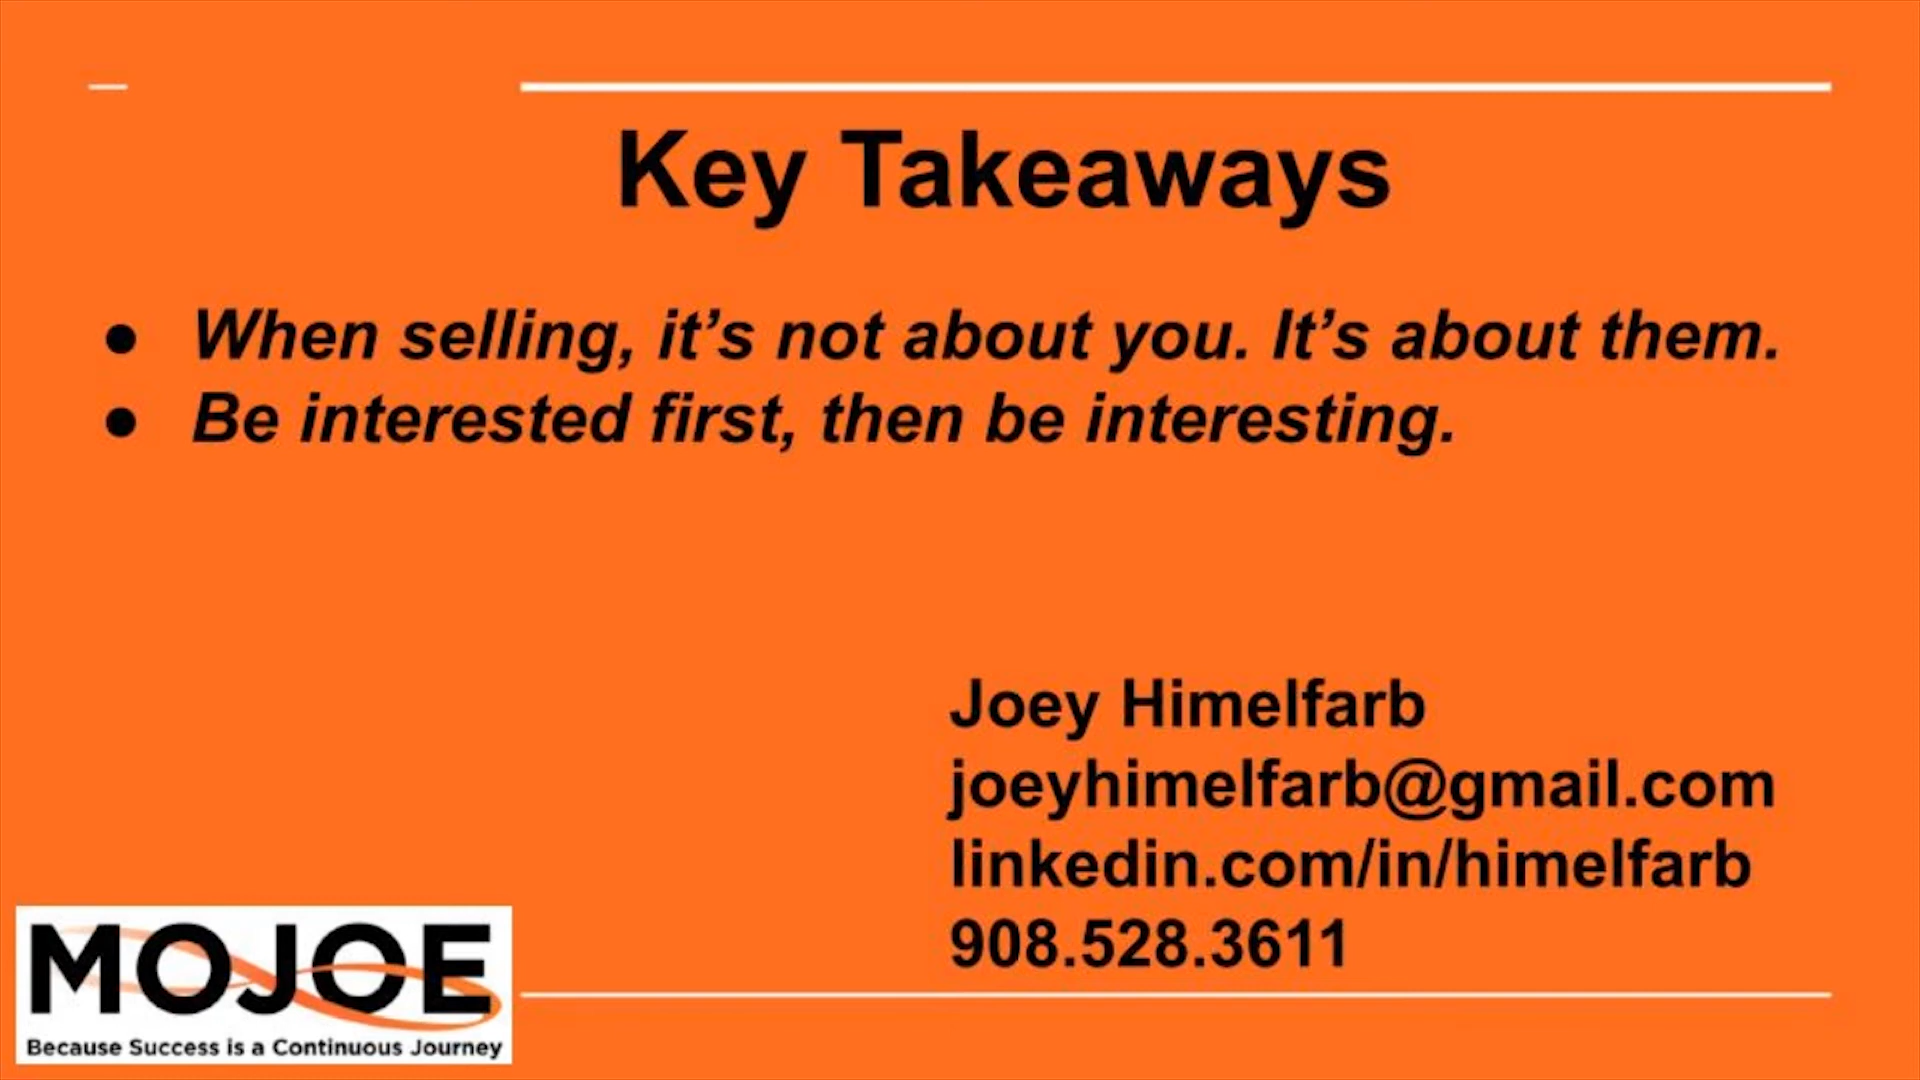 Key Takeaways
● When selling, it’s not about you. It’s about them.
● Be interested first, then be interesting.
Joey Himelfarb
joeyhimelfarb@gmail.com
linkedin.com/in/himelfarb
908.528.3611
MOJOE
Because Success is a Continuous Journey